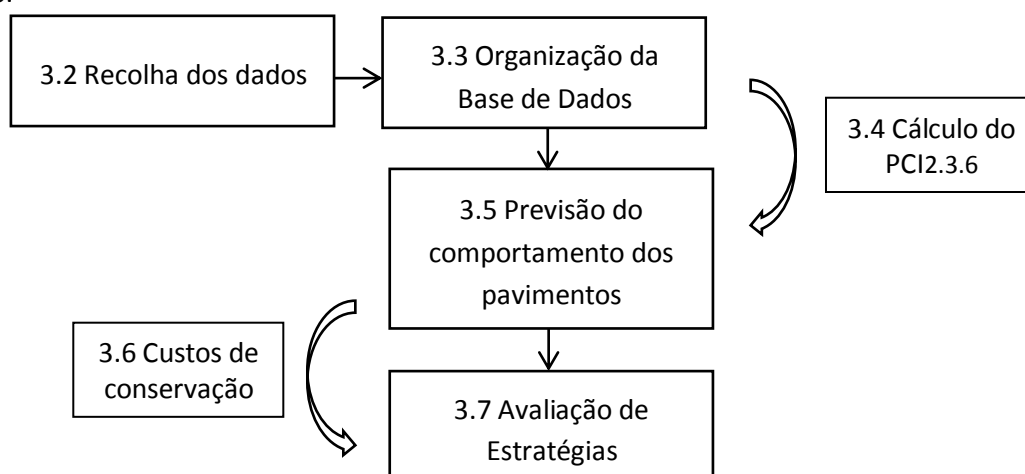 3.2 Recolha dos dados
3.3 Organização da
Base de Dados
3.4 Cálculo do
PCI2.3.6
3.5 Previsão do
comportamento dos
pavimentos
3.6 Custos de
conservação
3.7 Avaliação de
Estratégias